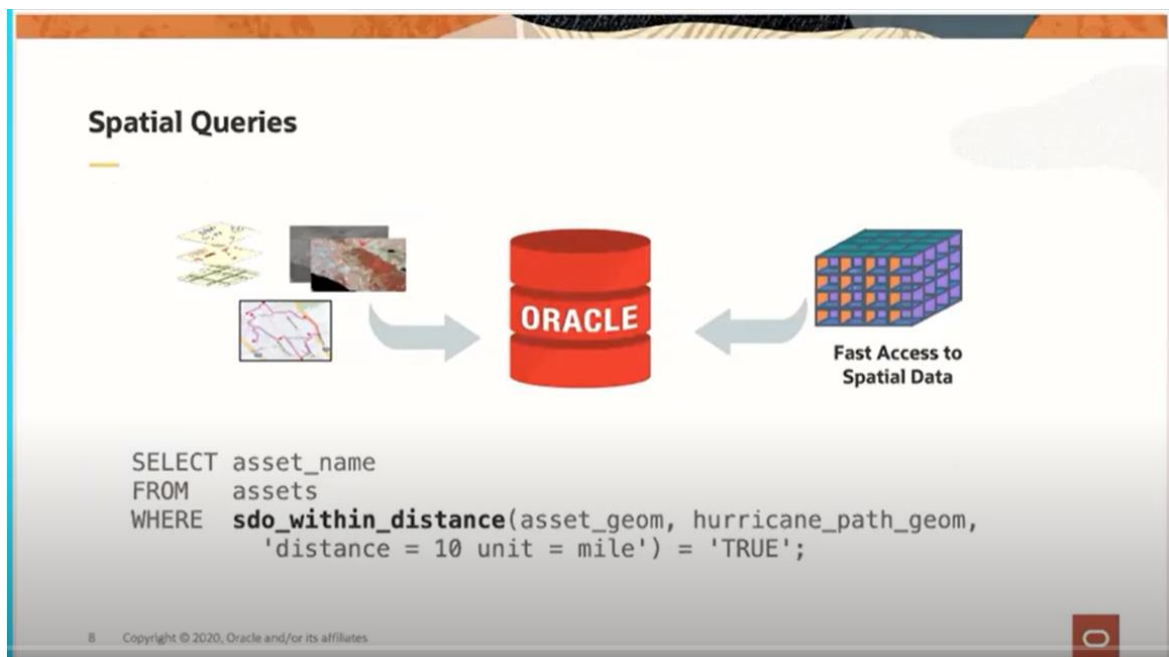 Spatial Queries
ORACLE
Fast Access to
Spatial Data
SELECT asset_name
FROM assets
WHERE sdo_within_distance(asset_geom, hurricane_path_geom,
'distance = 10 unit = mile') = 'TRUE';
8 Copyright © 2020, Oracle and/or its affiliates